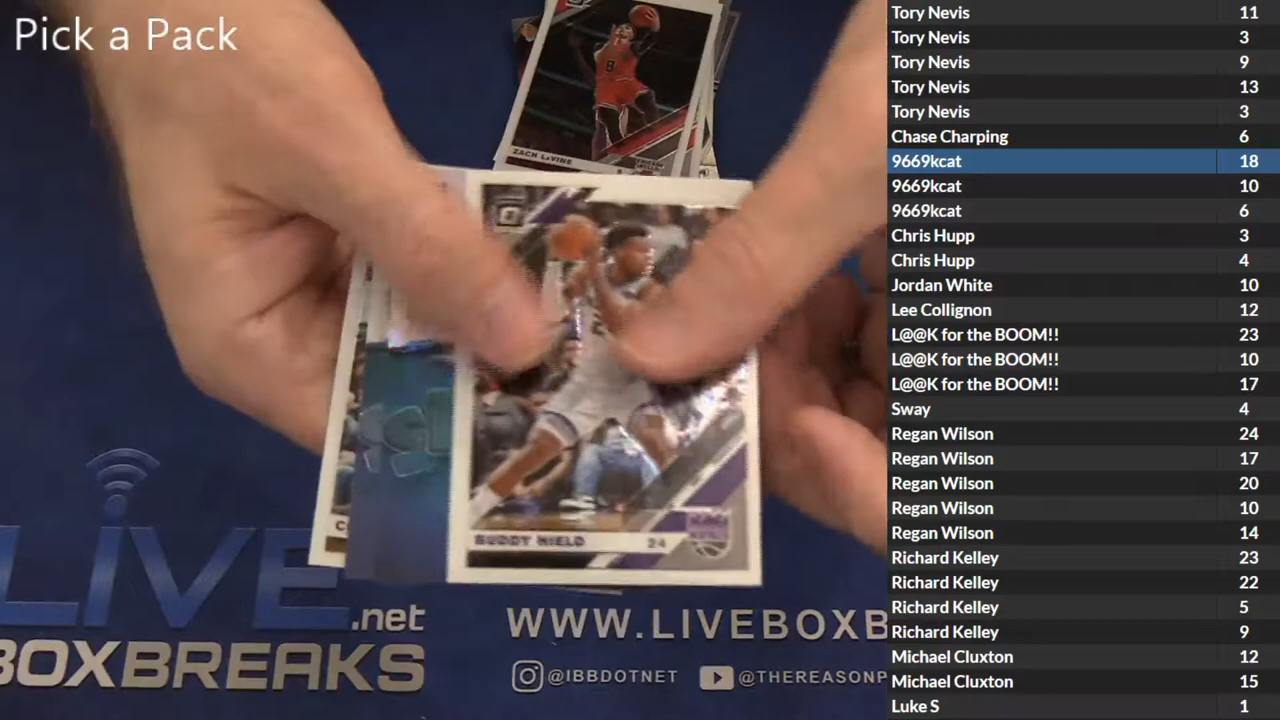 Pick a Pack
8
ZACH LaVINE
BUDDY HIELD 24
LiVE
.net
BOXBREAKS
WWW.LIVEBOXB
@IBBDOTNET @THEREASONP
Tory Nevis 11
Tory Nevis 3
Tory Nevis 9
Tory Nevis 13
Tory Nevis 3
Chase Charping 6
9669kcat 18
9669kcat 10
9669kcat 6
Chris Hupp 3
Chris Hupp 4
Jordan White 10
Lee Collignon 12
L@@K for the BOOM!! 23
L@@K for the BOOM!! 10
L@@K for the BOOM!! 17
Sway 4
Regan Wilson 24
Regan Wilson 17
Regan Wilson 20
Regan Wilson 10
Regan Wilson 14
Richard Kelley 23
Richard Kelley 22
Richard Kelley 5
Richard Kelley 9
Michael Cluxton 12
Michael Cluxton 15
Luke S 1